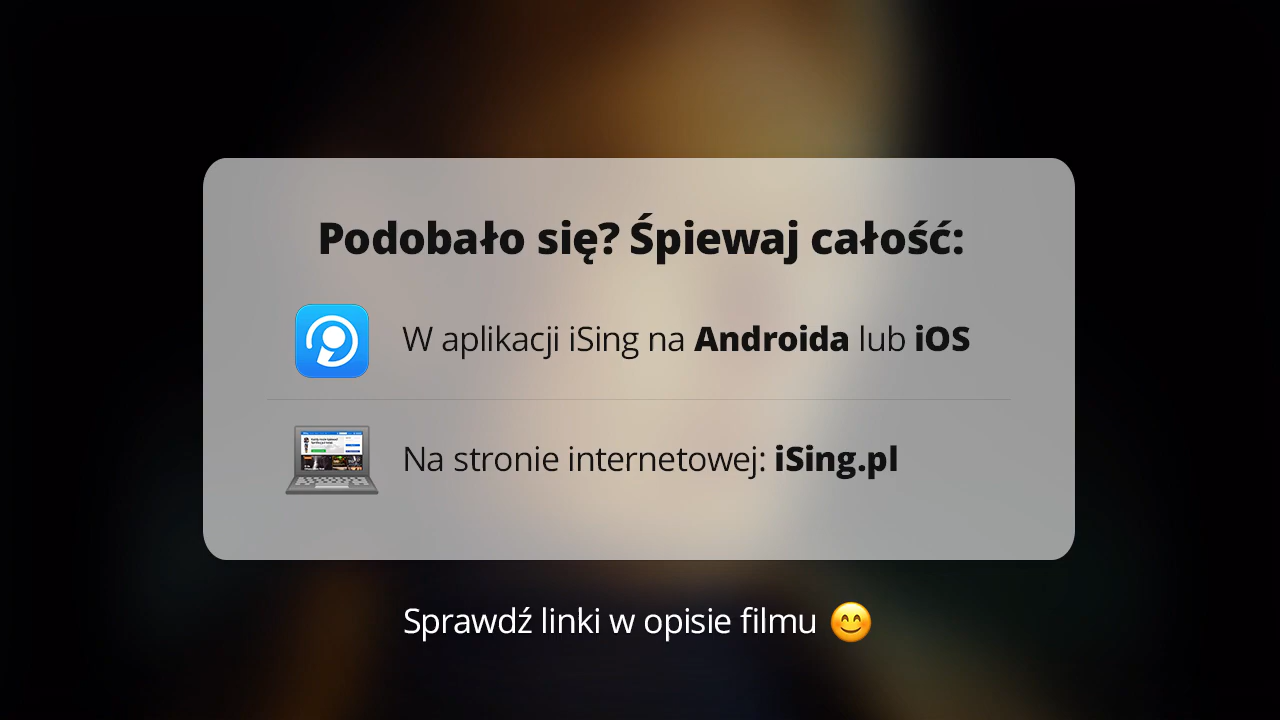 Podobało się? Śpiewaj całość:
W aplikacji iSing na Androida lub iOS
Na stronie internetowej: iSing.pl
Sprawdź linki w opisie filmu 😊